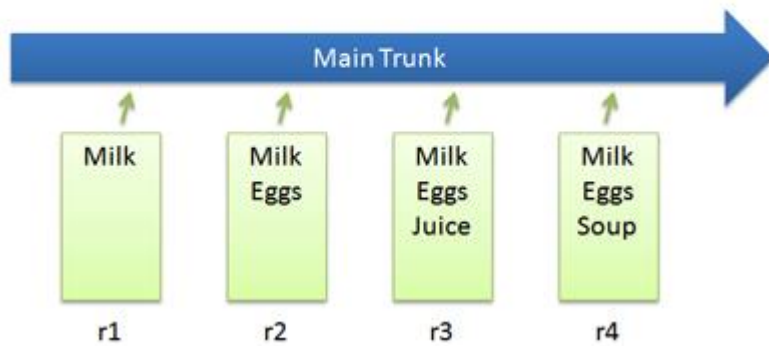 Main Trunk
Milk
Milk
Eggs
Milk
Eggs
Juice
Milk
Eggs
Soup
r1
r2
r3
r4